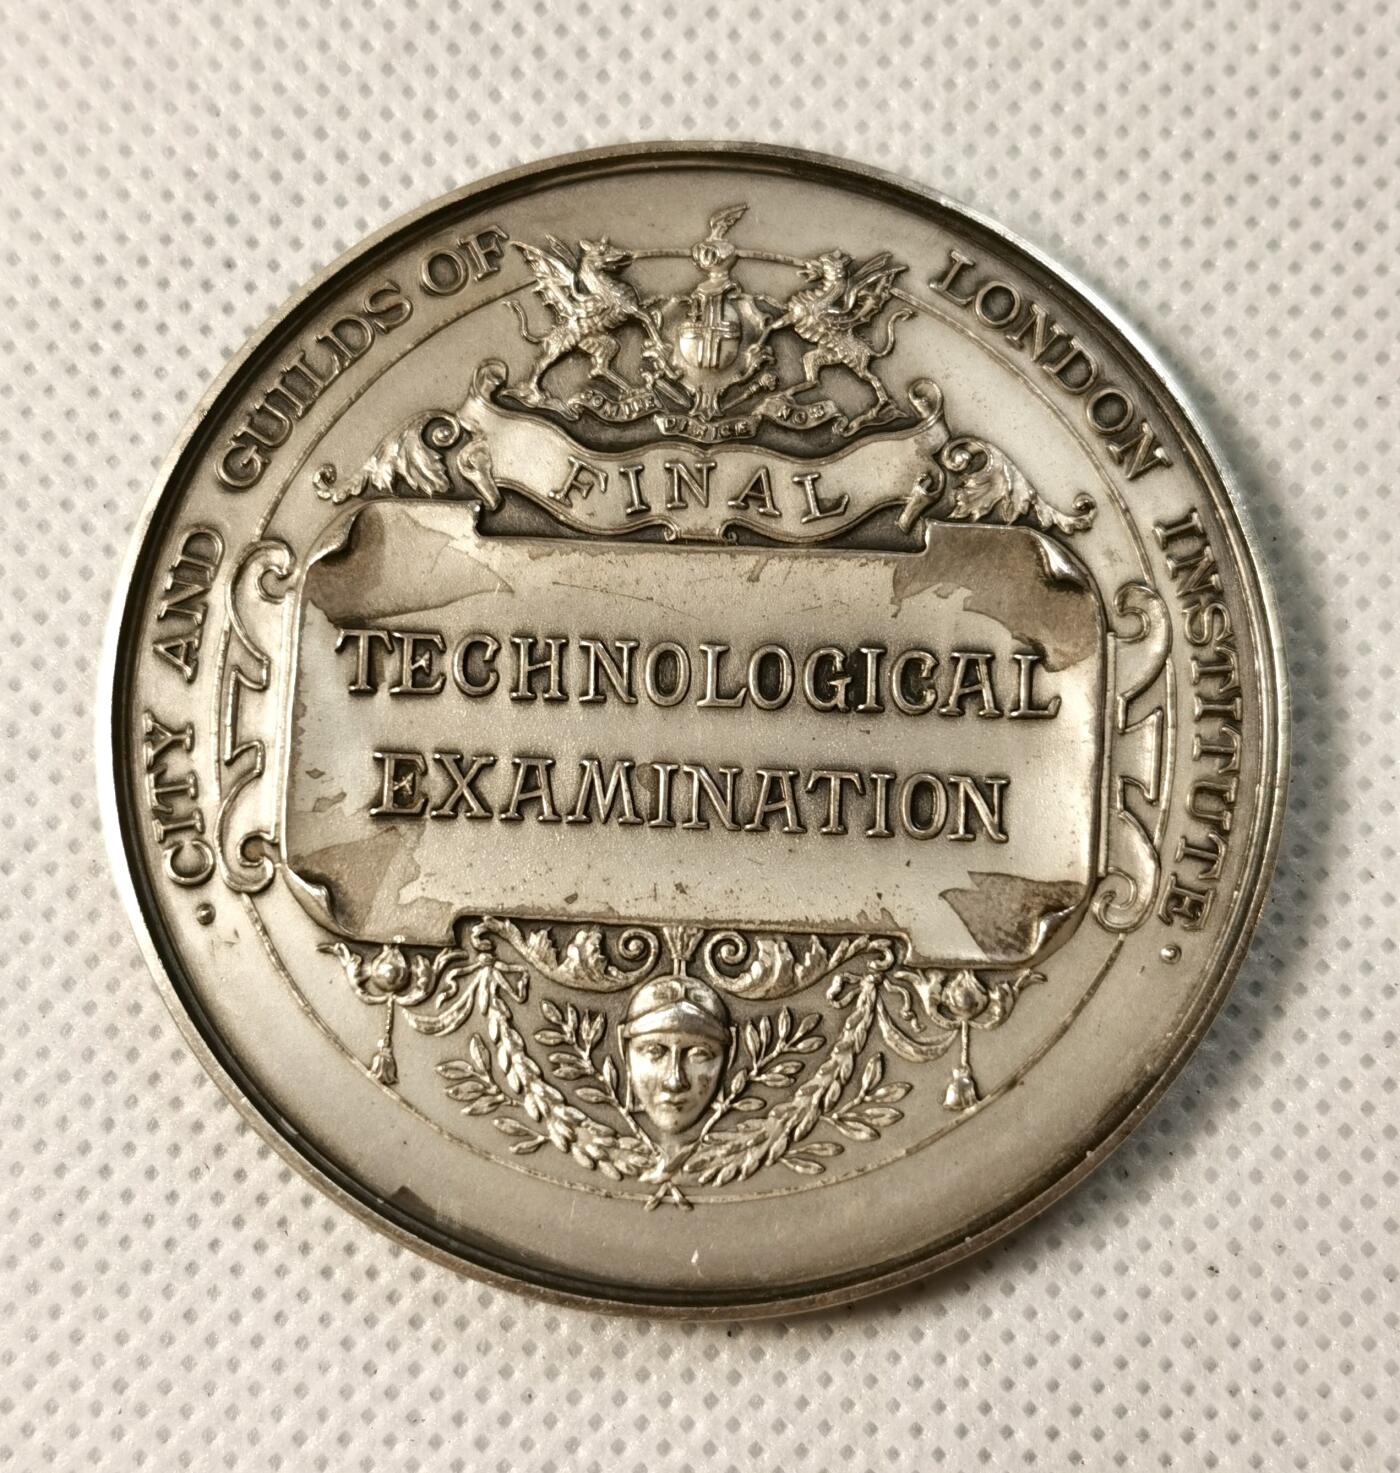 · CITY AND GUILDS OF LONDON INSTITUTE ·
DOMINE DIRIGE NOS
FINAL
TECHNOLOGICAL
EXAMINATION